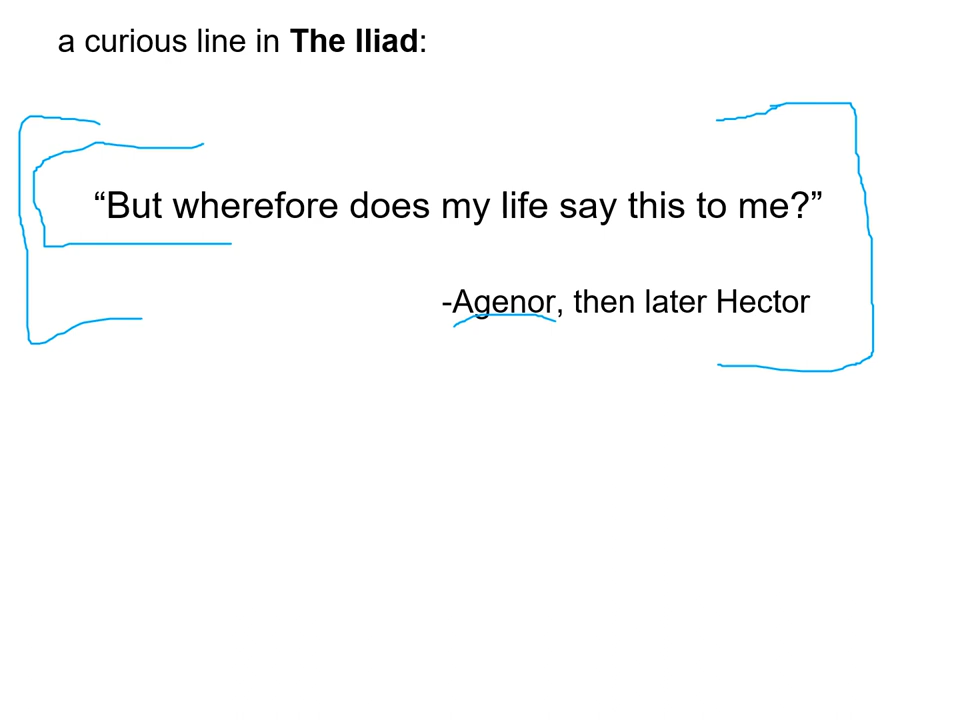 a curious line in The Iliad:
“But wherefore does my life say this to me?”
-Agenor, then later Hector